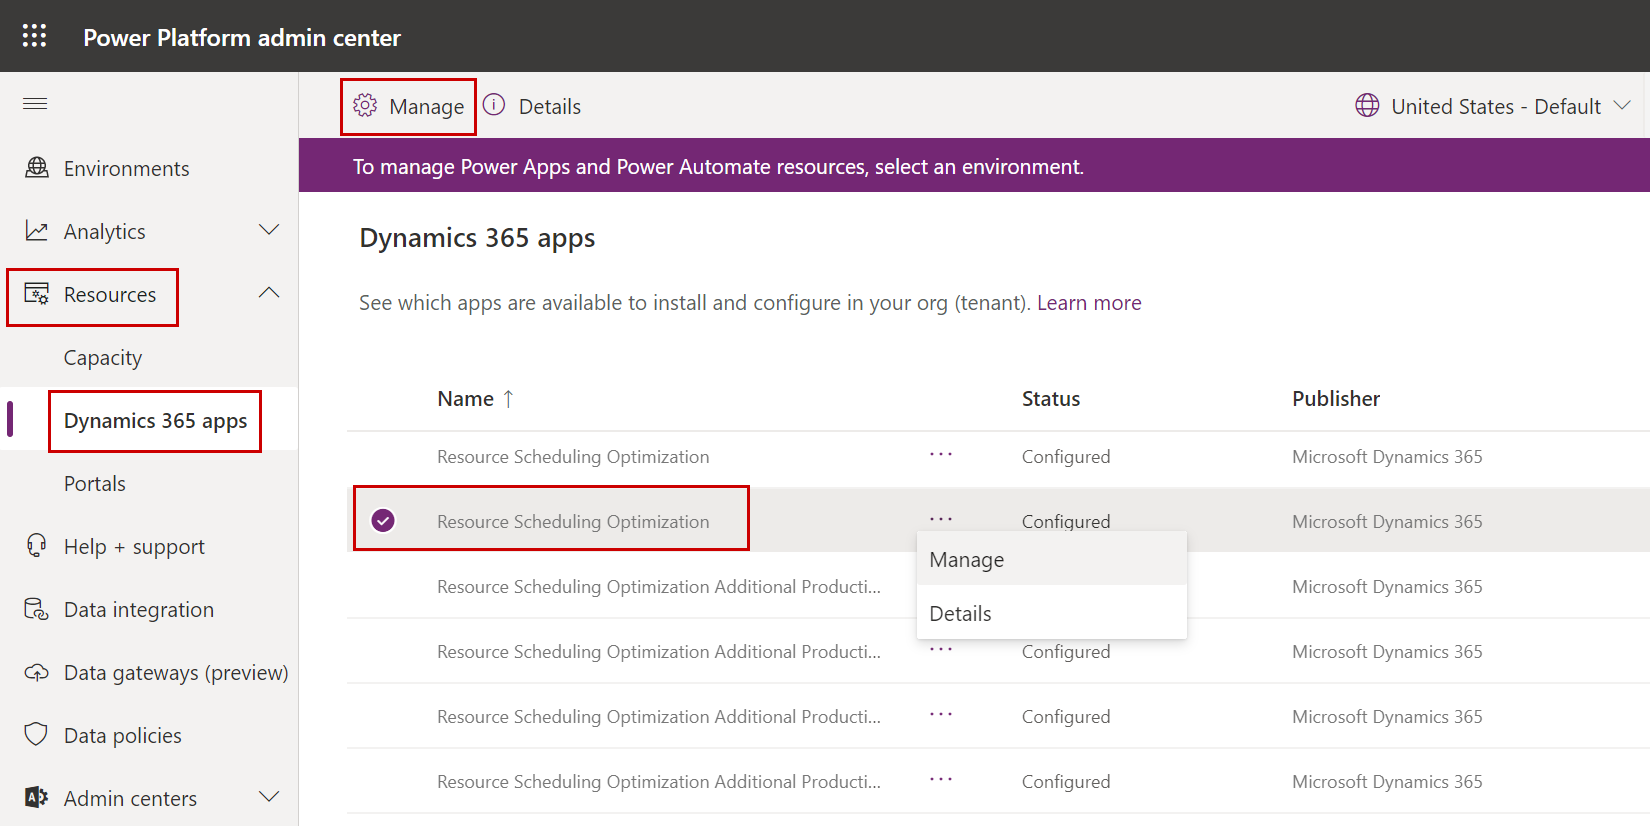 Power Platform admin center
Manage
Details
United States - Default
To manage Power Apps and Power Automate resources, select an environment.
Environments
Analytics
Resources
Capacity
Dynamics 365 apps
Portals
Help + support
Data integration
Data gateways (preview)
Data policies
Admin centers
Dynamics 365 apps
See which apps are available to install and configure in your org (tenant). Learn more
Name ↑ Status Publisher
Resource Scheduling Optimization ··· Configured Microsoft Dynamics 365
Resource Scheduling Optimization ··· Configured Microsoft Dynamics 365
Manage
Details
Resource Scheduling Optimization Additional Producti... Microsoft Dynamics 365
Resource Scheduling Optimization Additional Producti... ··· Configured Microsoft Dynamics 365
Resource Scheduling Optimization Additional Producti... ··· Configured Microsoft Dynamics 365
Resource Scheduling Optimization Additional Producti... ··· Configured Microsoft Dynamics 365